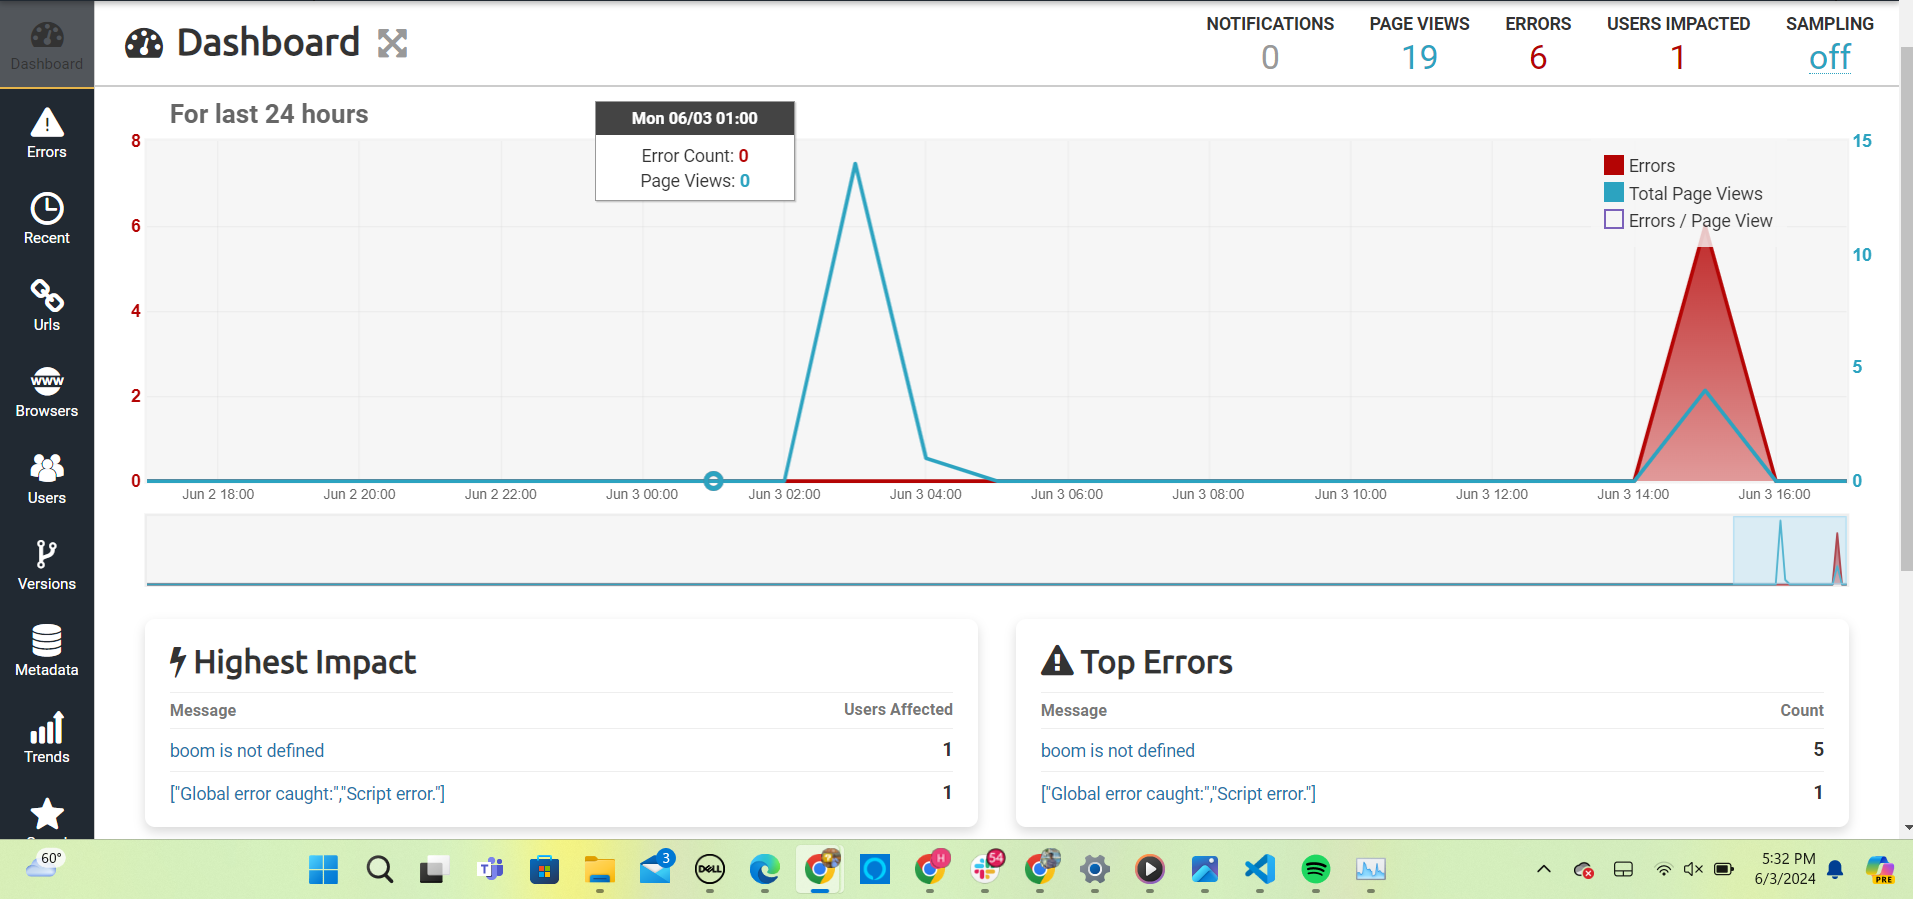 Dashboard
Errors
Recent
Urls
WWW
Browsers
Users
Versions
Metadata
Trends
Dashboard
NOTIFICATIONS PAGE VIEWS ERRORS USERS IMPACTED SAMPLING
0 19 6 1 off
For last 24 hours
Mon 06/03 01:00
Error Count: 0
Page Views: 0
Errors
Total Page Views
Errors / Page View
8
6
4
2
0
15
10
5
0
Jun 2 18:00 Jun 2 20:00 Jun 2 22:00 Jun 3 00:00 Jun 3 02:00 Jun 3 04:00 Jun 3 06:00 Jun 3 08:00 Jun 3 10:00 Jun 3 12:00 Jun 3 14:00 Jun 3 16:00
Highest Impact
Message Users Affected
boom is not defined 1
["Global error caught:","Script error."] 1
Top Errors
Message Count
boom is not defined 5
["Global error caught:","Script error."] 1
60°
T
3
DELL
H
54
5:32 PM
6/3/2024
PRE